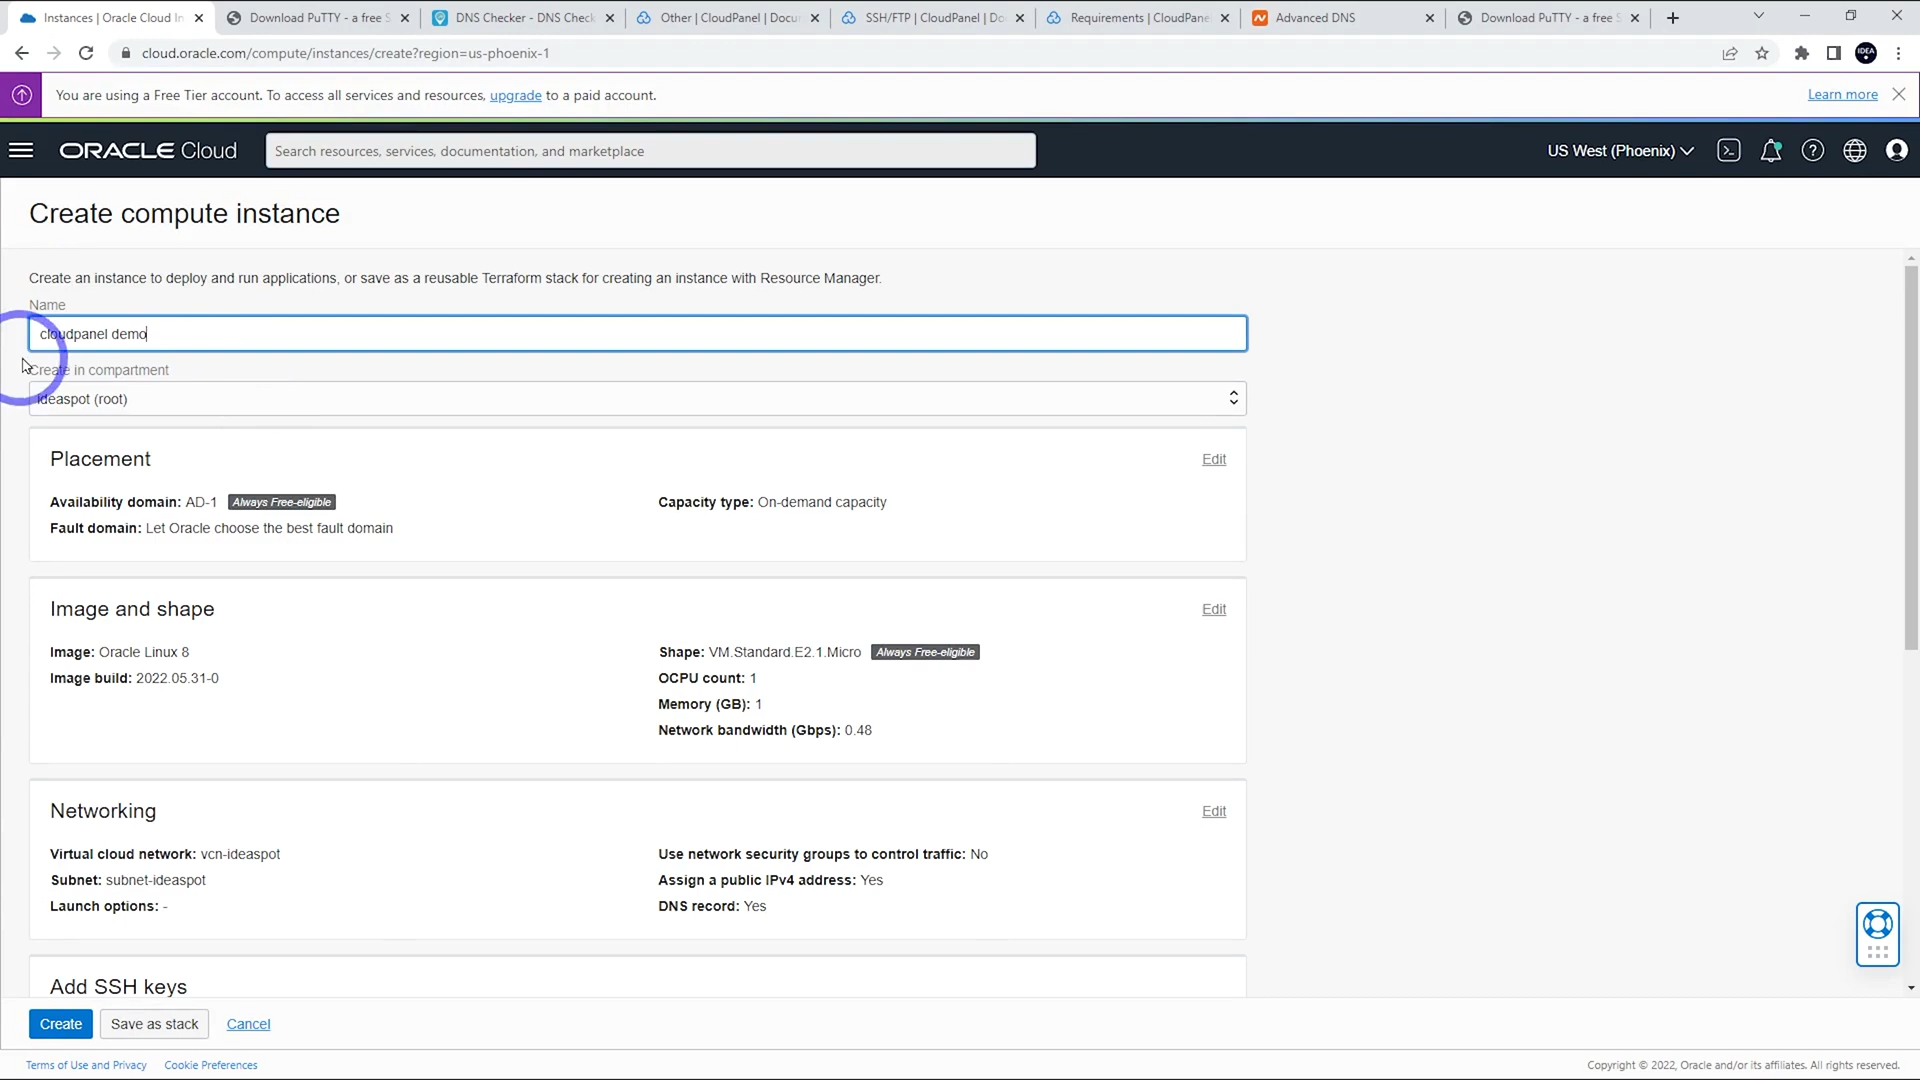 Instances | Oracle Cloud In
Download PuTTY - a free S
DNS Checker - DNS Check
Other | CloudPanel | Docu
SSH/FTP | CloudPanel | Do
Requirements | CloudPane
Advanced DNS
Download PuTTY - a free S
cloud.oracle.com/compute/instances/create?region=us-phoenix-1
IDEA
You are using a Free Tier account. To access all services and resources, upgrade to a paid account.
Learn more
ORACLE Cloud
Search resources, services, documentation, and marketplace
US West (Phoenix)
Create compute instance
Create an instance to deploy and run applications, or save as a reusable Terraform stack for creating an instance with Resource Manager.
Name
cloudpanel demo
Create in compartment
ideaspot (root)
Placement
Edit
Availability domain: AD-1 Always Free-eligible
Capacity type: On-demand capacity
Fault domain: Let Oracle choose the best fault domain
Image and shape
Edit
Image: Oracle Linux 8
Image build: 2022.05.31-0
Shape: VM.Standard.E2.1.Micro Always Free-eligible
OCPU count: 1
Memory (GB): 1
Network bandwidth (Gbps): 0.48
Networking
Edit
Virtual cloud network: vcn-ideaspot
Subnet: subnet-ideaspot
Launch options: -
Use network security groups to control traffic: No
Assign a public IPv4 address: Yes
DNS record: Yes
Add SSH keys
Create
Save as stack
Cancel
Terms of Use and Privacy
Cookie Preferences
Copyright © 2022, Oracle and/or its affiliates. All rights reserved.